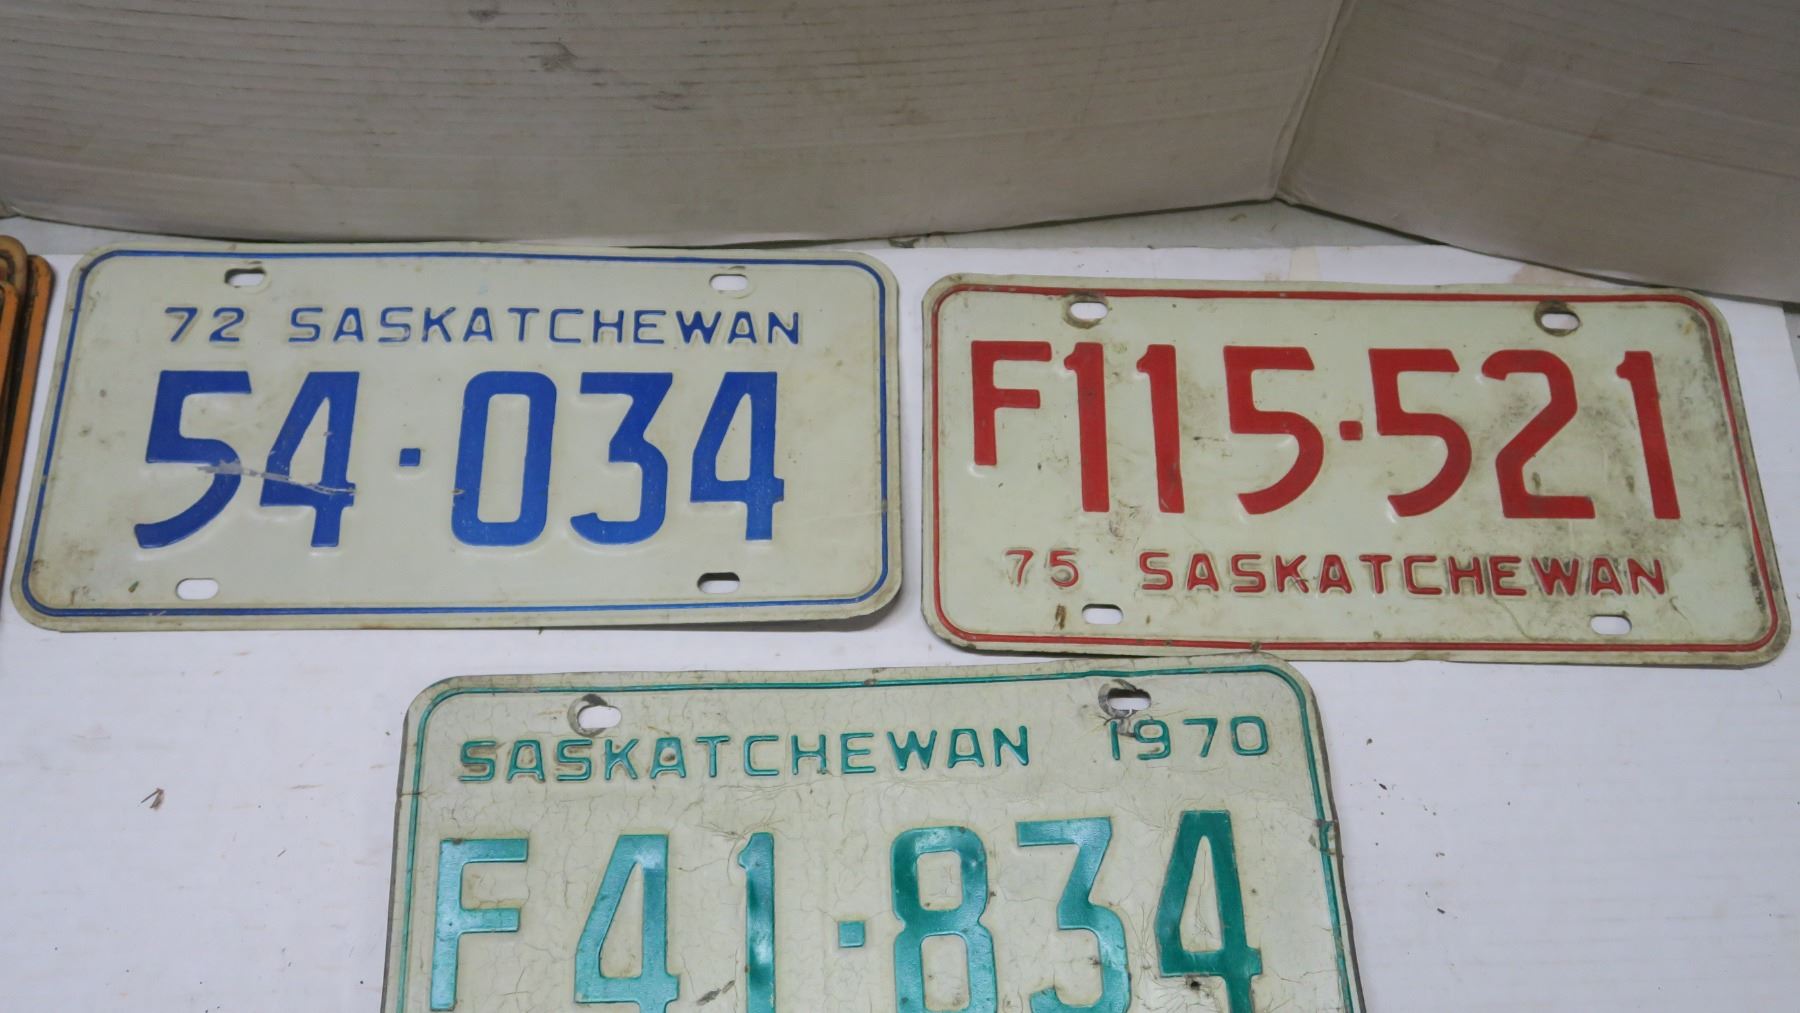 72 SASKATCHEWAN
54·034
F115·521
75 SASKATCHEWAN
SASKATCHEWAN 1970
F41·834